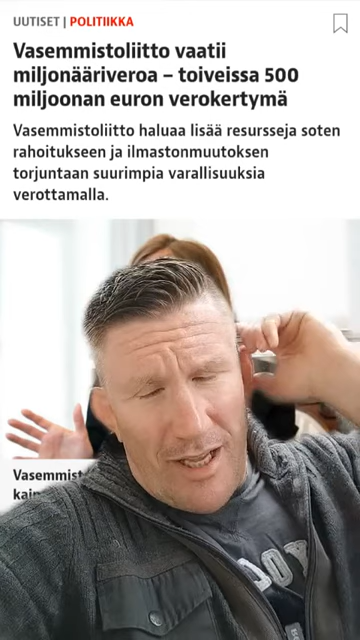 UUTISET | POLITIIKKA
Vasemmistoliitto vaatii
miljonääriveroa – toiveissa 500
miljoonan euron verokertymä
Vasemmistoliitto haluaa lisää resursseja soten
rahoitukseen ja ilmastonmuutoksen
torjuntaan suurimpia varallisuuksia
verottamalla.